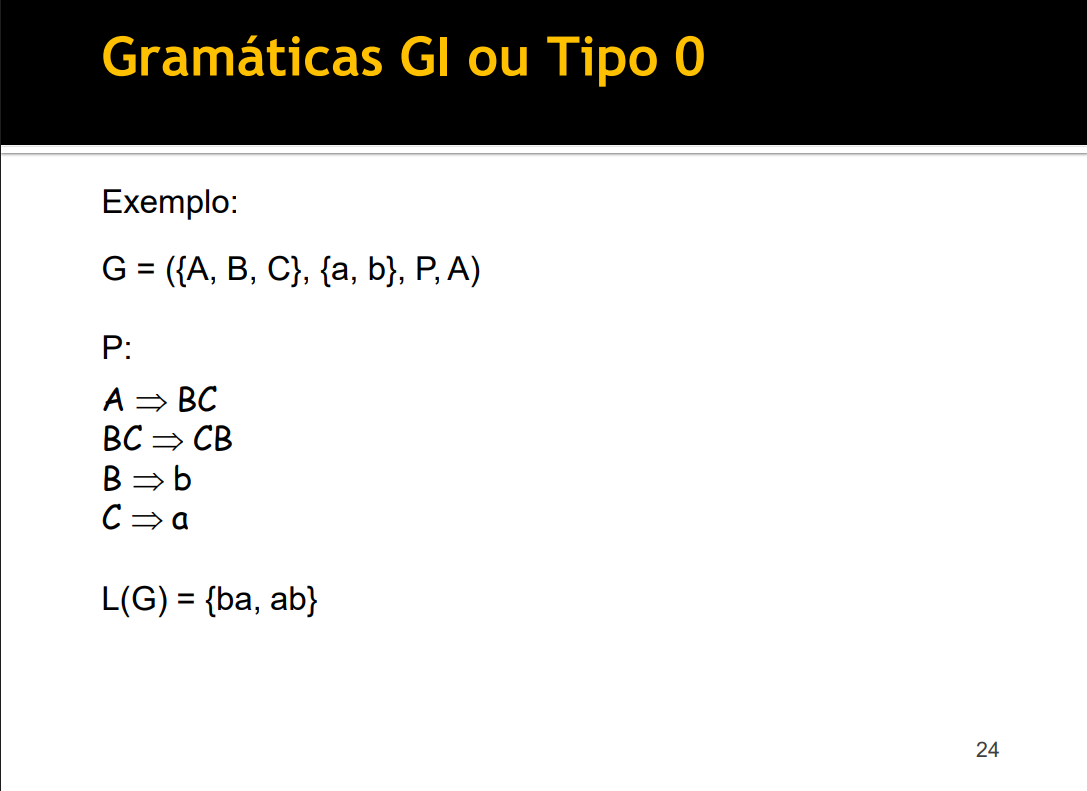 Gramáticas GI ou Tipo 0
Exemplo:
G = ({A, B, C}, {a, b}, P, A)
P:
A ⇒ BC
BC ⇒ CB
B ⇒ b
C ⇒ a
L(G) = {ba, ab}
24